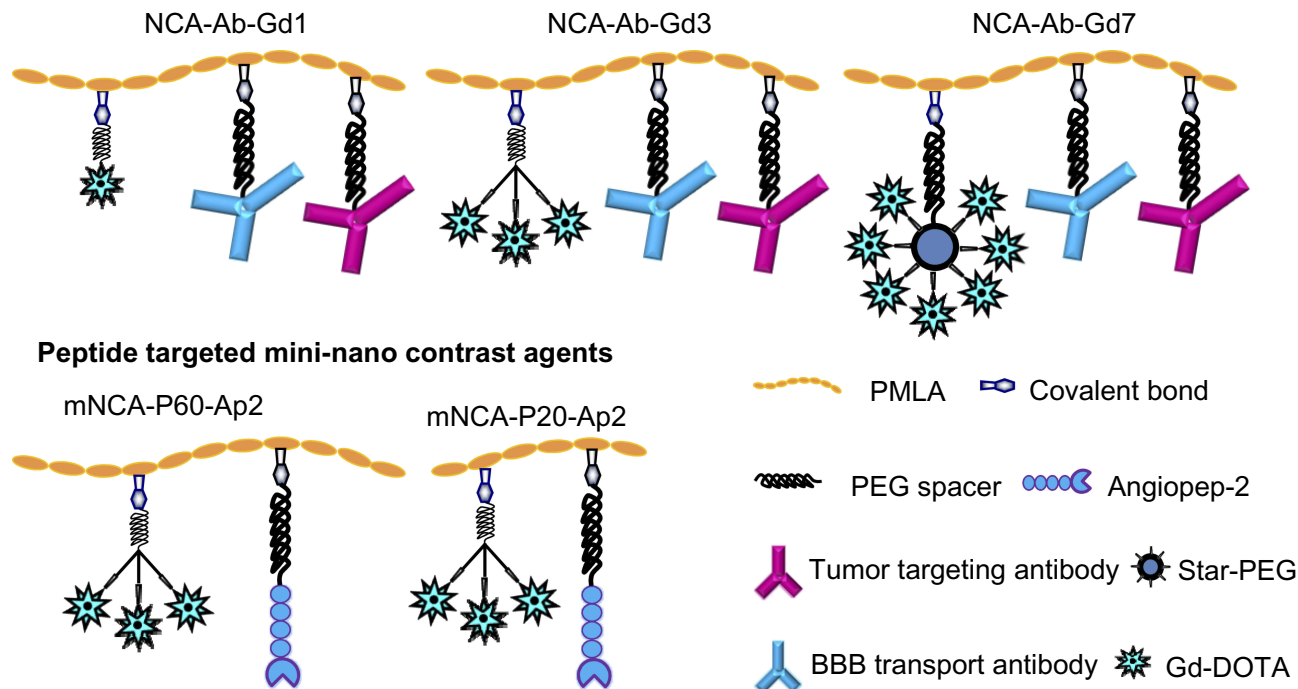 NCA-Ab-Gd1
NCA-Ab-Gd3
NCA-Ab-Gd7
Peptide targeted mini-nano contrast agents
mNCA-P60-Ap2
mNCA-P20-Ap2
PMLA
Covalent bond
PEG spacer
Angiopep-2
Tumor targeting antibody
Star-PEG
BBB transport antibody
Gd-DOTA